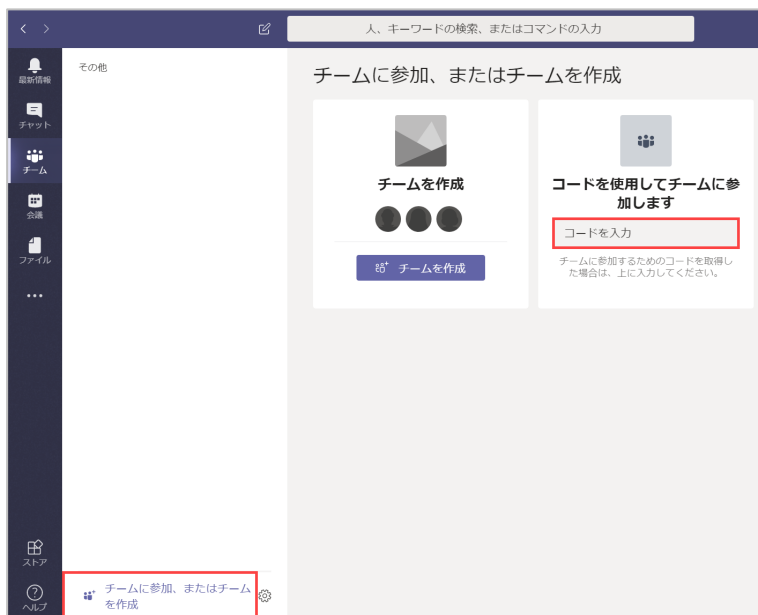 人、キーワードの検索、またはコマンドの入力
最新情報
チャット
チーム
会議
ファイル
ストア
ヘルプ
その他
チームに参加、またはチーム
を作成
チームに参加、またはチームを作成
チームを作成
チームを作成
コードを使用してチームに参
加します
コードを入力
チームに参加するためのコードを取得し
た場合は、上に入力してください。